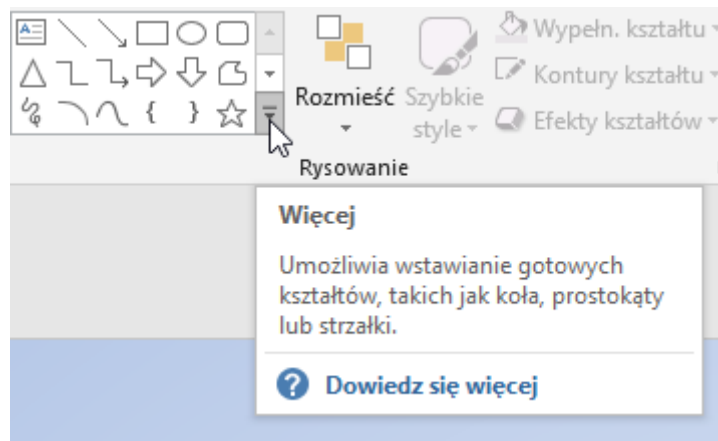 Wypełn. kształtu
Kontury kształtu
Efekty kształtów
Rozmieść
Szybkie
style
Rysowanie
Więcej
Umożliwia wstawianie gotowych
kształtów, takich jak koła, prostokąty
lub strzałki.
Dowiedz się więcej